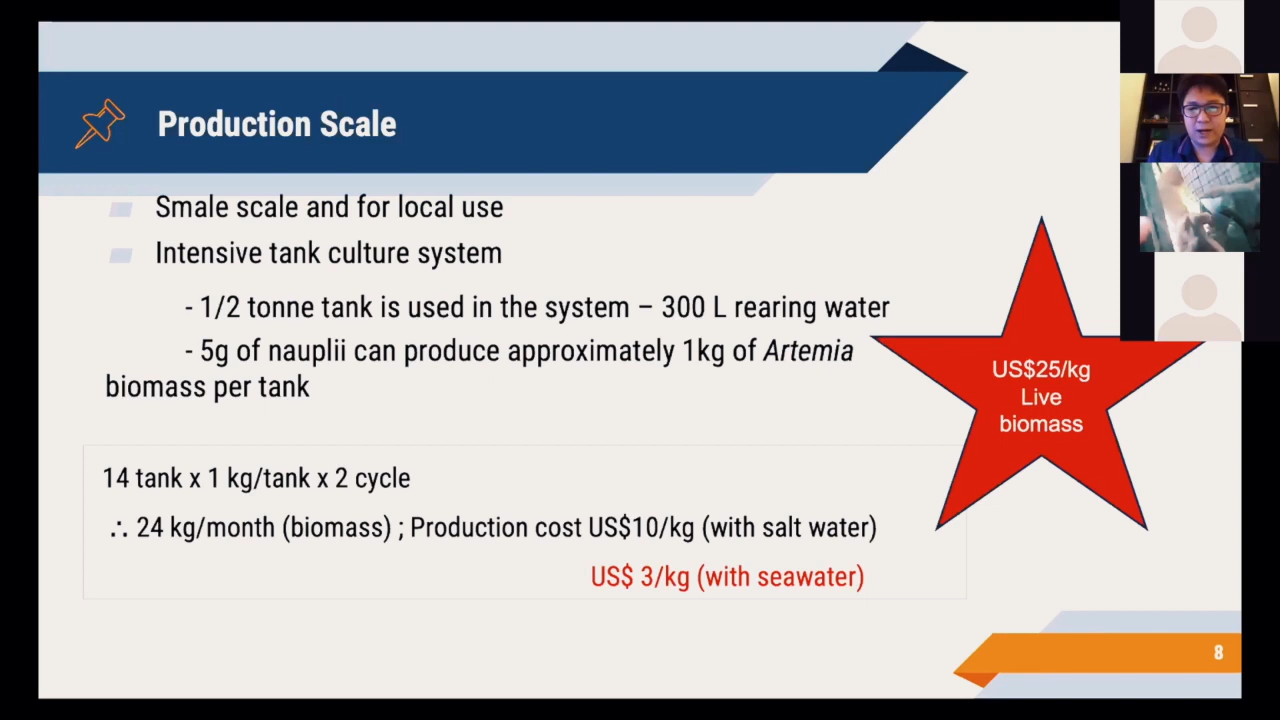 Production Scale
Smale scale and for local use
Intensive tank culture system
- 1/2 tonne tank is used in the system – 300 L rearing water
- 5g of nauplii can produce approximately 1kg of Artemia
biomass per tank
US$25/kg
Live
biomass
14 tank x 1 kg/tank x 2 cycle
∴ 24 kg/month (biomass) ; Production cost US$10/kg (with salt water)
US$ 3/kg (with seawater)
8